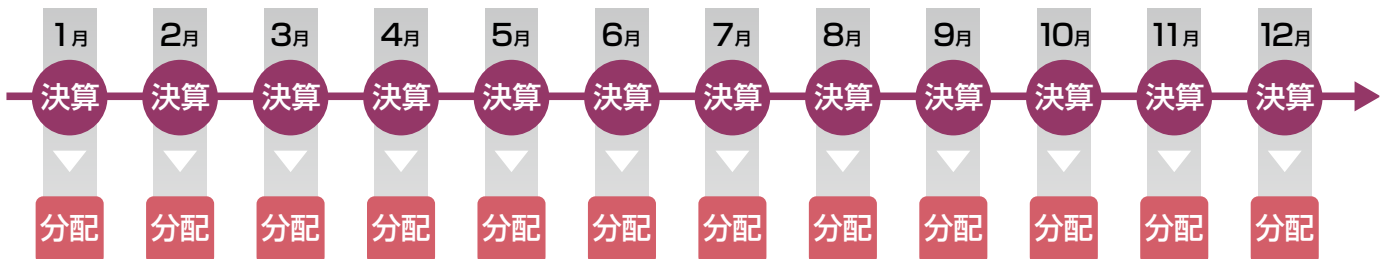 1月 2月 3月 4月 5月 6月 7月 8月 9月 10月 11月 12月
決算 決算 決算 決算 決算 決算 決算 決算 決算 決算 決算 決算
分配 分配 分配 分配 分配 分配 分配 分配 分配 分配 分配 分配